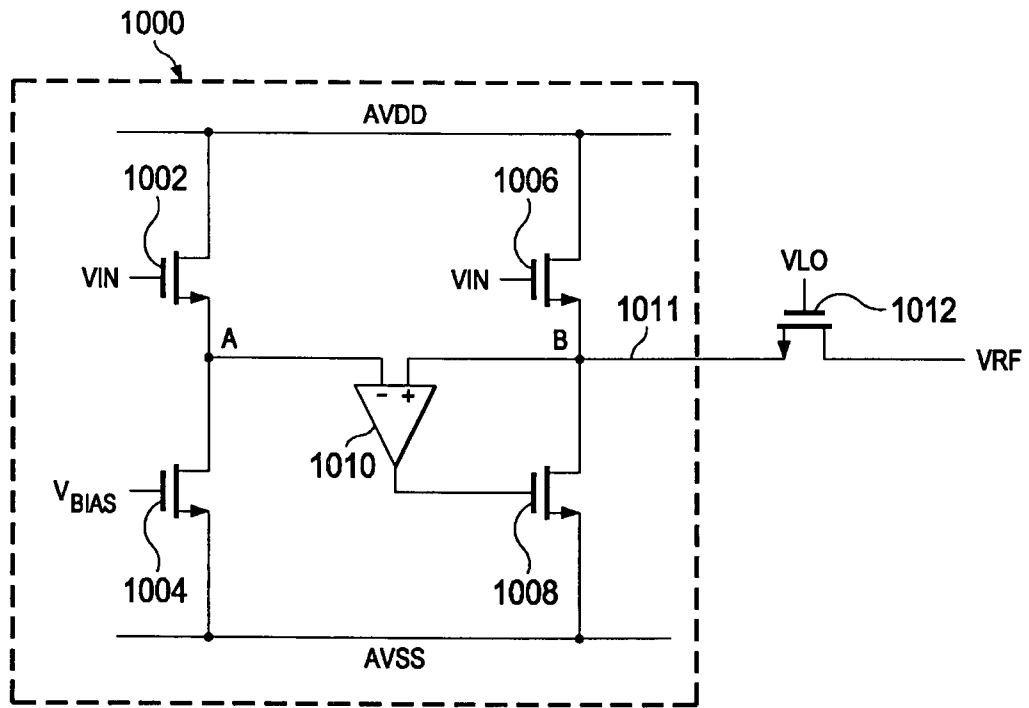 1000
AVDD
1002
1006
VIN
VIN
VLO
1011
1012
A
B
VRF
- +
1010
VBIAS
1004
1008
AVSS